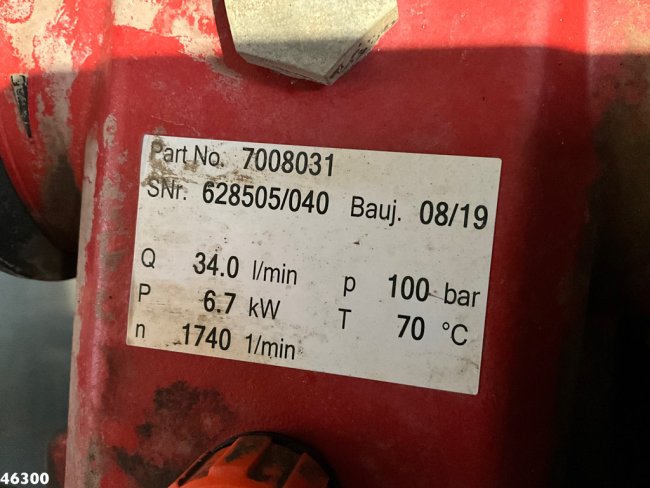 Part No. 7008031
SNr. 628505/040 Bauj. 08/19
Q 34.0 l/min p 100 bar
P 6.7 kW T 70 °C
n 1740 1/min
46300